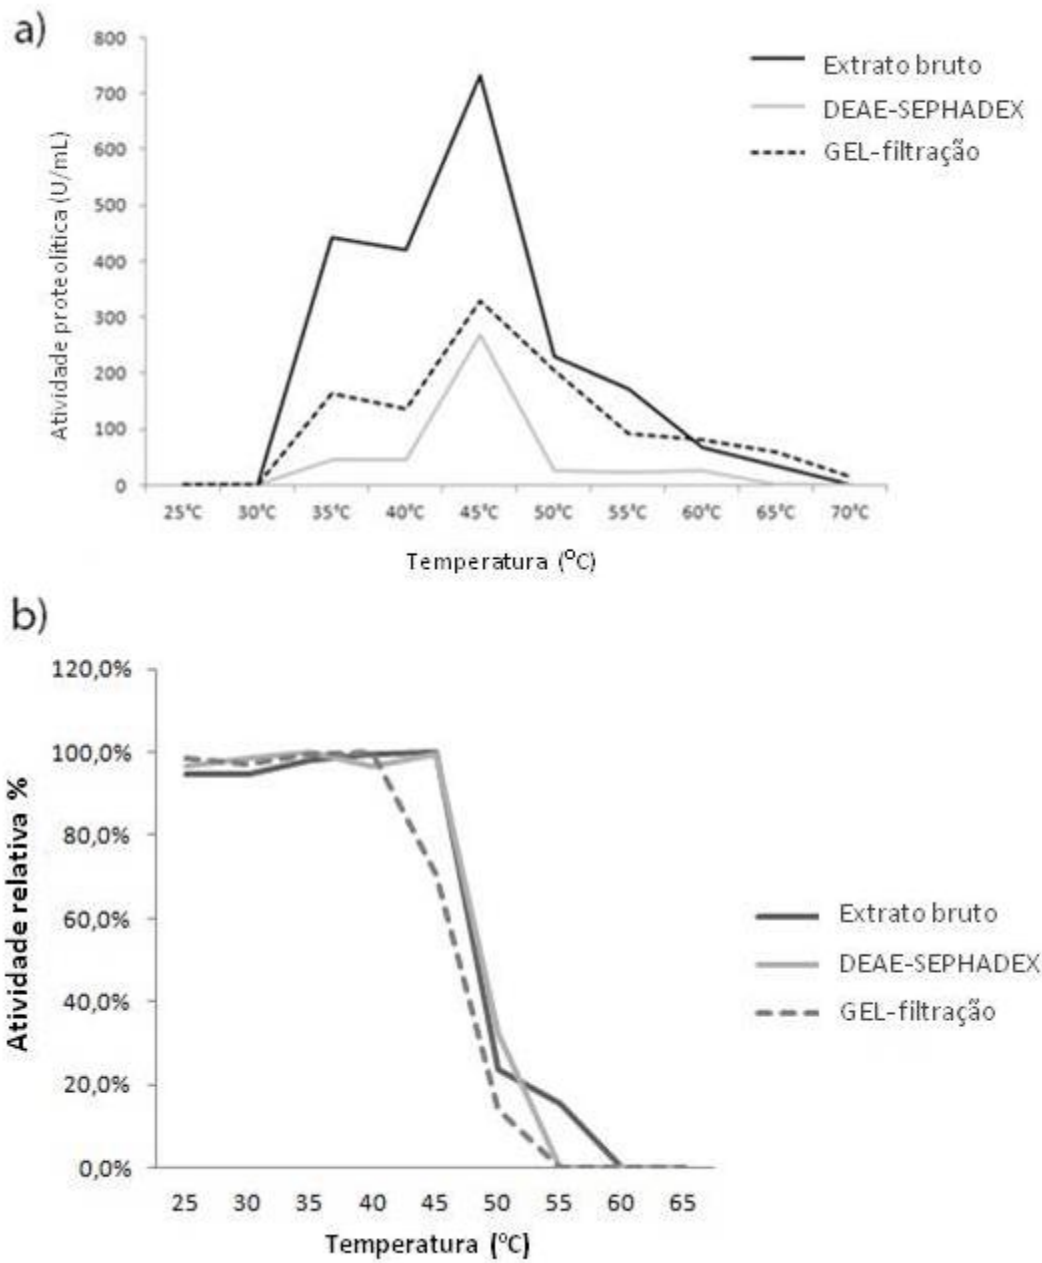 a)
800
700
600
500
400
300
200
100
0
Atividade proteolítica (U/mL)
25°C 30°C 35°C 40°C 45°C 50°C 55°C 60°C 65°C 70°C
Temperatura (ºC)
Extrato bruto
DEAE-SEPHADEX
GEL-filtração
b)
120,0%
100,0%
80,0%
60,0%
40,0%
20,0%
0,0%
Atividade relativa %
25 30 35 40 45 50 55 60 65
Temperatura (ºC)
Extrato bruto
DEAE-SEPHADEX
GEL-filtração